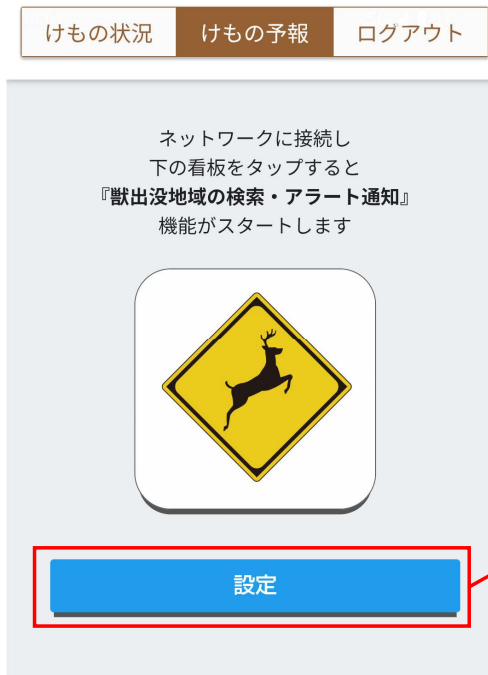 けもの状況 けもの予報 ログアウト
ネットワークに接続し
下の看板をタップすると
『獣出没地域の検索・アラート通知』
機能がスタートします
設定